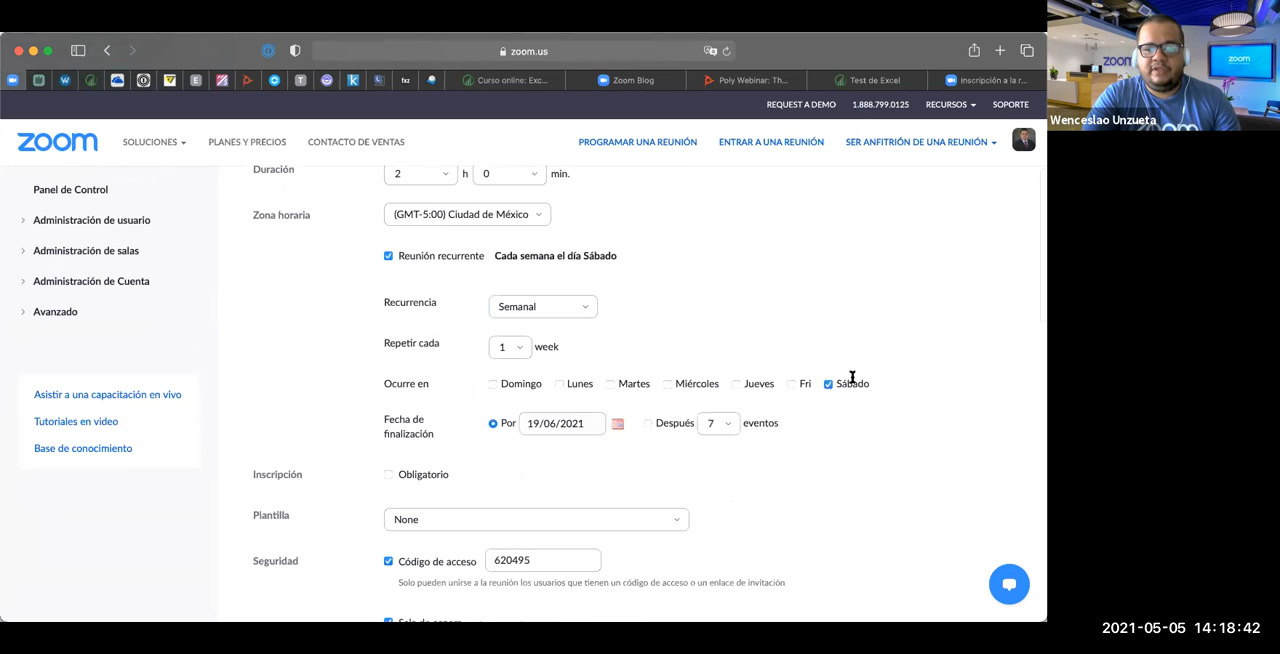 zoom.us
T
E
K
L
fxz
Curso online: Exc...
Zoom Blog
Poly Webinar: Th...
Test de Excel
Inscripción a la r...
REQUEST A DEMO
1.888.799.0125
RECURSOS
SOPORTE
zoom
SOLUCIONES
PLANES Y PRECIOS
CONTACTO DE VENTAS
PROGRAMAR UNA REUNIÓN
ENTRAR A UNA REUNIÓN
SER ANFITRIÓN DE UNA REUNIÓN
zoom
zoom
Wenceslao Unzueta
Panel de Control
Administración de usuario
Administración de salas
Administración de Cuenta
Avanzado
Asistir a una capacitación en vivo
Tutoriales en video
Base de conocimiento
Duración 2 h 0 min.
Zona horaria (GMT-5:00) Ciudad de México
Reunión recurrente Cada semana el día Sábado
Recurrencia Semanal
Repetir cada 1 week
Ocurre en Domingo Lunes Martes Miércoles Jueves Fri Sábado
Fecha de
finalización
Por 19/06/2021 Después 7 eventos
Inscripción Obligatorio
Plantilla None
Seguridad Código de acceso 620495
Solo pueden unirse a la reunión los usuarios que tienen un código de acceso o un enlace de invitación
2021-05-05 14:18:42